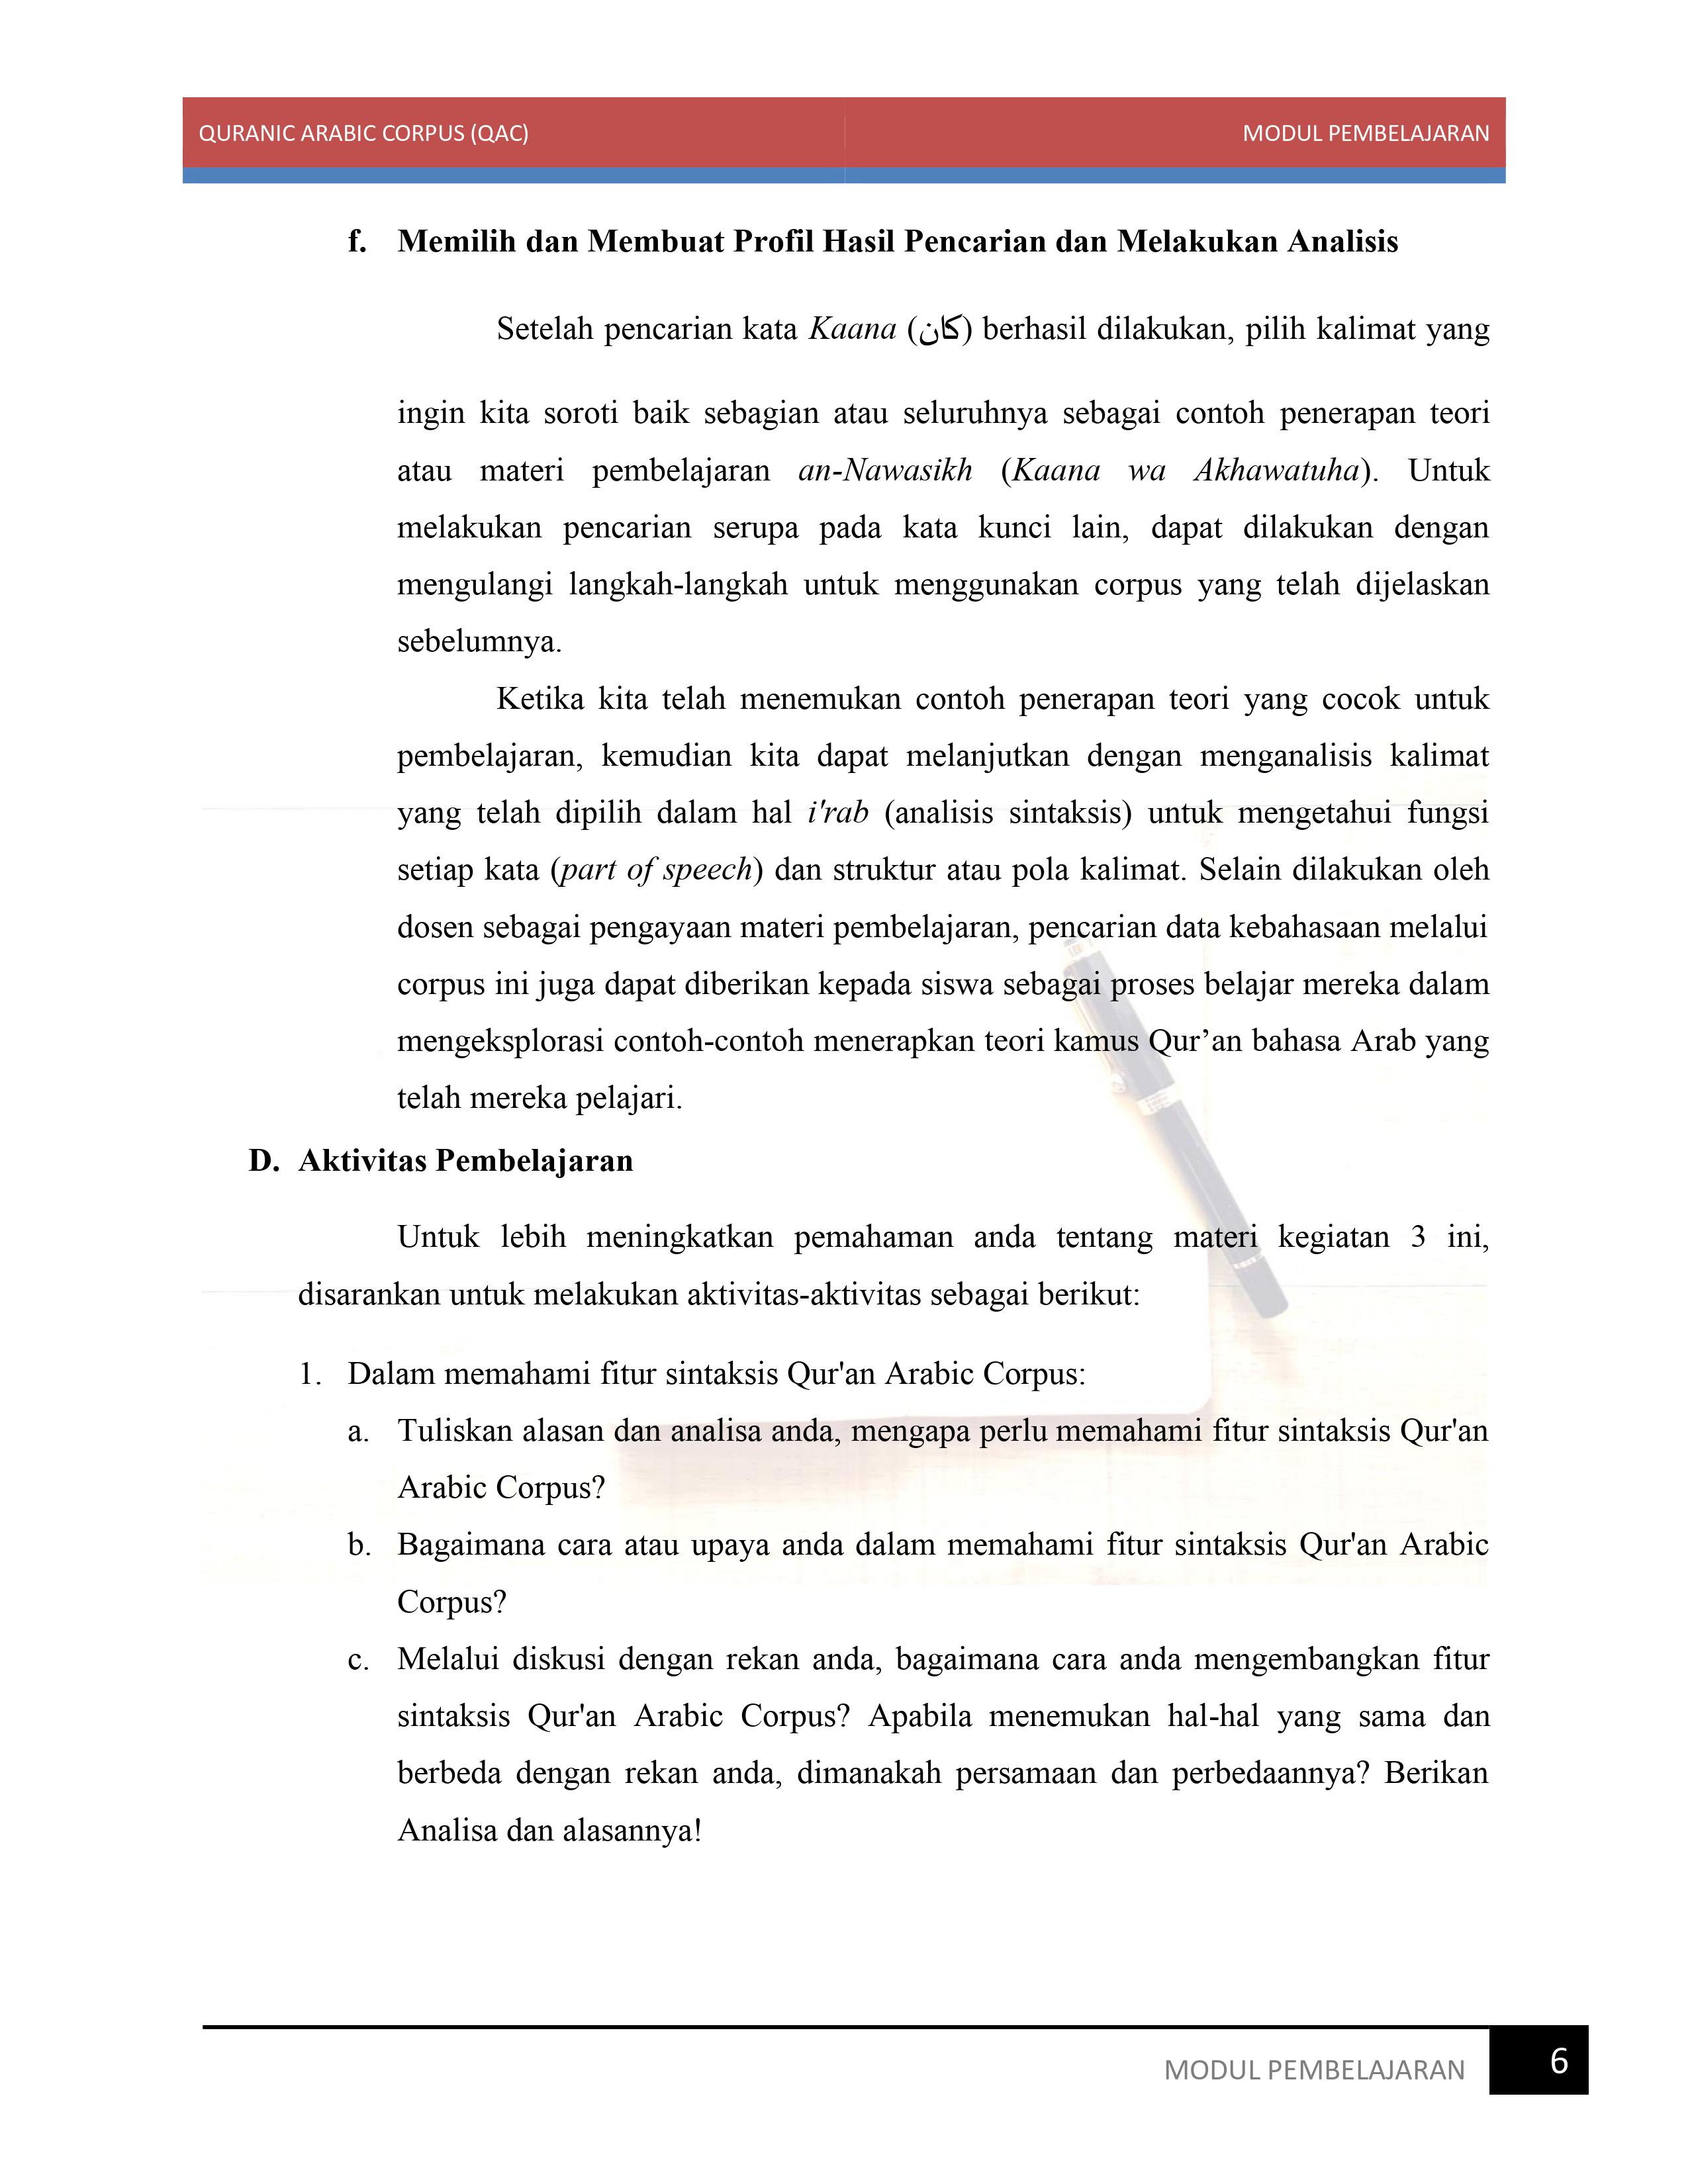 QURANIC ARABIC CORPUS (QAC) MODUL PEMBELAJARAN
f. Memilih dan Membuat Profil Hasil Pencarian dan Melakukan Analisis
Setelah pencarian kata Kaana (كان) berhasil dilakukan, pilih kalimat yang
ingin kita soroti baik sebagian atau seluruhnya sebagai contoh penerapan teori
atau materi pembelajaran an-Nawasikh (Kaana wa Akhawatuha). Untuk
melakukan pencarian serupa pada kata kunci lain, dapat dilakukan dengan
mengulangi langkah-langkah untuk menggunakan corpus yang telah dijelaskan
sebelumnya.
Ketika kita telah menemukan contoh penerapan teori yang cocok untuk
pembelajaran, kemudian kita dapat melanjutkan dengan menganalisis kalimat
yang telah dipilih dalam hal i'rab (analisis sintaksis) untuk mengetahui fungsi
setiap kata (part of speech) dan struktur atau pola kalimat. Selain dilakukan oleh
dosen sebagai pengayaan materi pembelajaran, pencarian data kebahasaan melalui
corpus ini juga dapat diberikan kepada siswa sebagai proses belajar mereka dalam
mengeksplorasi contoh-contoh menerapkan teori kamus Qur’an bahasa Arab yang
telah mereka pelajari.
D. Aktivitas Pembelajaran
Untuk lebih meningkatkan pemahaman anda tentang materi kegiatan 3 ini,
disarankan untuk melakukan aktivitas-aktivitas sebagai berikut:
1. Dalam memahami fitur sintaksis Qur'an Arabic Corpus:
a. Tuliskan alasan dan analisa anda, mengapa perlu memahami fitur sintaksis Qur'an
Arabic Corpus?
b. Bagaimana cara atau upaya anda dalam memahami fitur sintaksis Qur'an Arabic
Corpus?
c. Melalui diskusi dengan rekan anda, bagaimana cara anda mengembangkan fitur
sintaksis Qur'an Arabic Corpus? Apabila menemukan hal-hal yang sama dan
berbeda dengan rekan anda, dimanakah persamaan dan perbedaannya? Berikan
Analisa dan alasannya!
MODUL PEMBELAJARAN 6